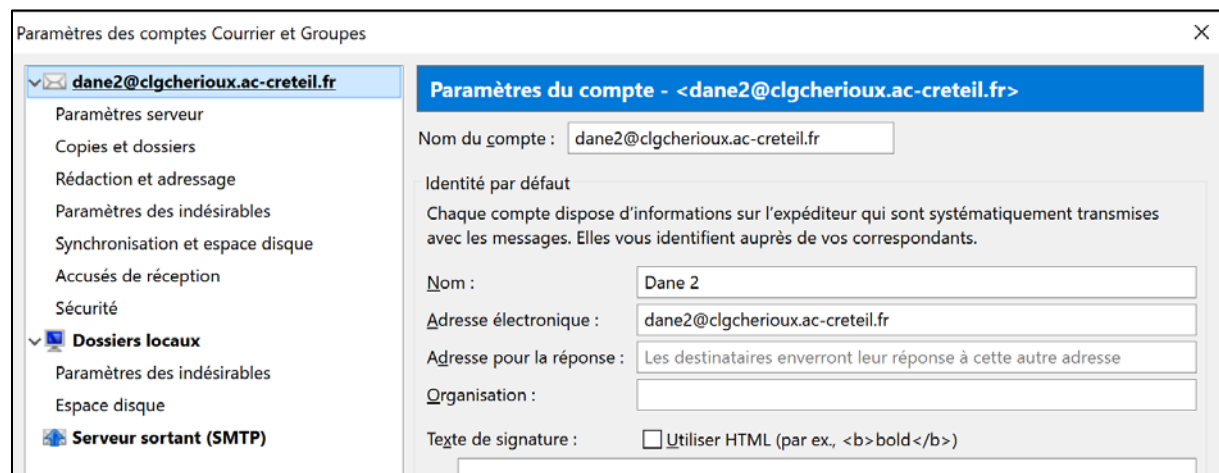 Paramètres des comptes Courrier et Groupes
dane2@clgcherioux.ac-creteil.fr
Paramètres serveur
Copies et dossiers
Rédaction et adressage
Paramètres des indésirables
Synchronisation et espace disque
Accusés de réception
Sécurité
Dossiers locaux
Paramètres des indésirables
Espace disque
Serveur sortant (SMTP)
Paramètres du compte - <dane2@clgcherioux.ac-creteil.fr>
Nom du compte : dane2@clgcherioux.ac-creteil.fr
Identité par défaut
Chaque compte dispose d'informations sur l'expéditeur qui sont systématiquement transmises
avec les messages. Elles vous identifient auprès de vos correspondants.
Nom : Dane 2
Adresse électronique : dane2@clgcherioux.ac-creteil.fr
Adresse pour la réponse : Les destinataires enverront leur réponse à cette autre adresse
Organisation :
Texte de signature : Utiliser HTML (par ex., <b>bold</b>)